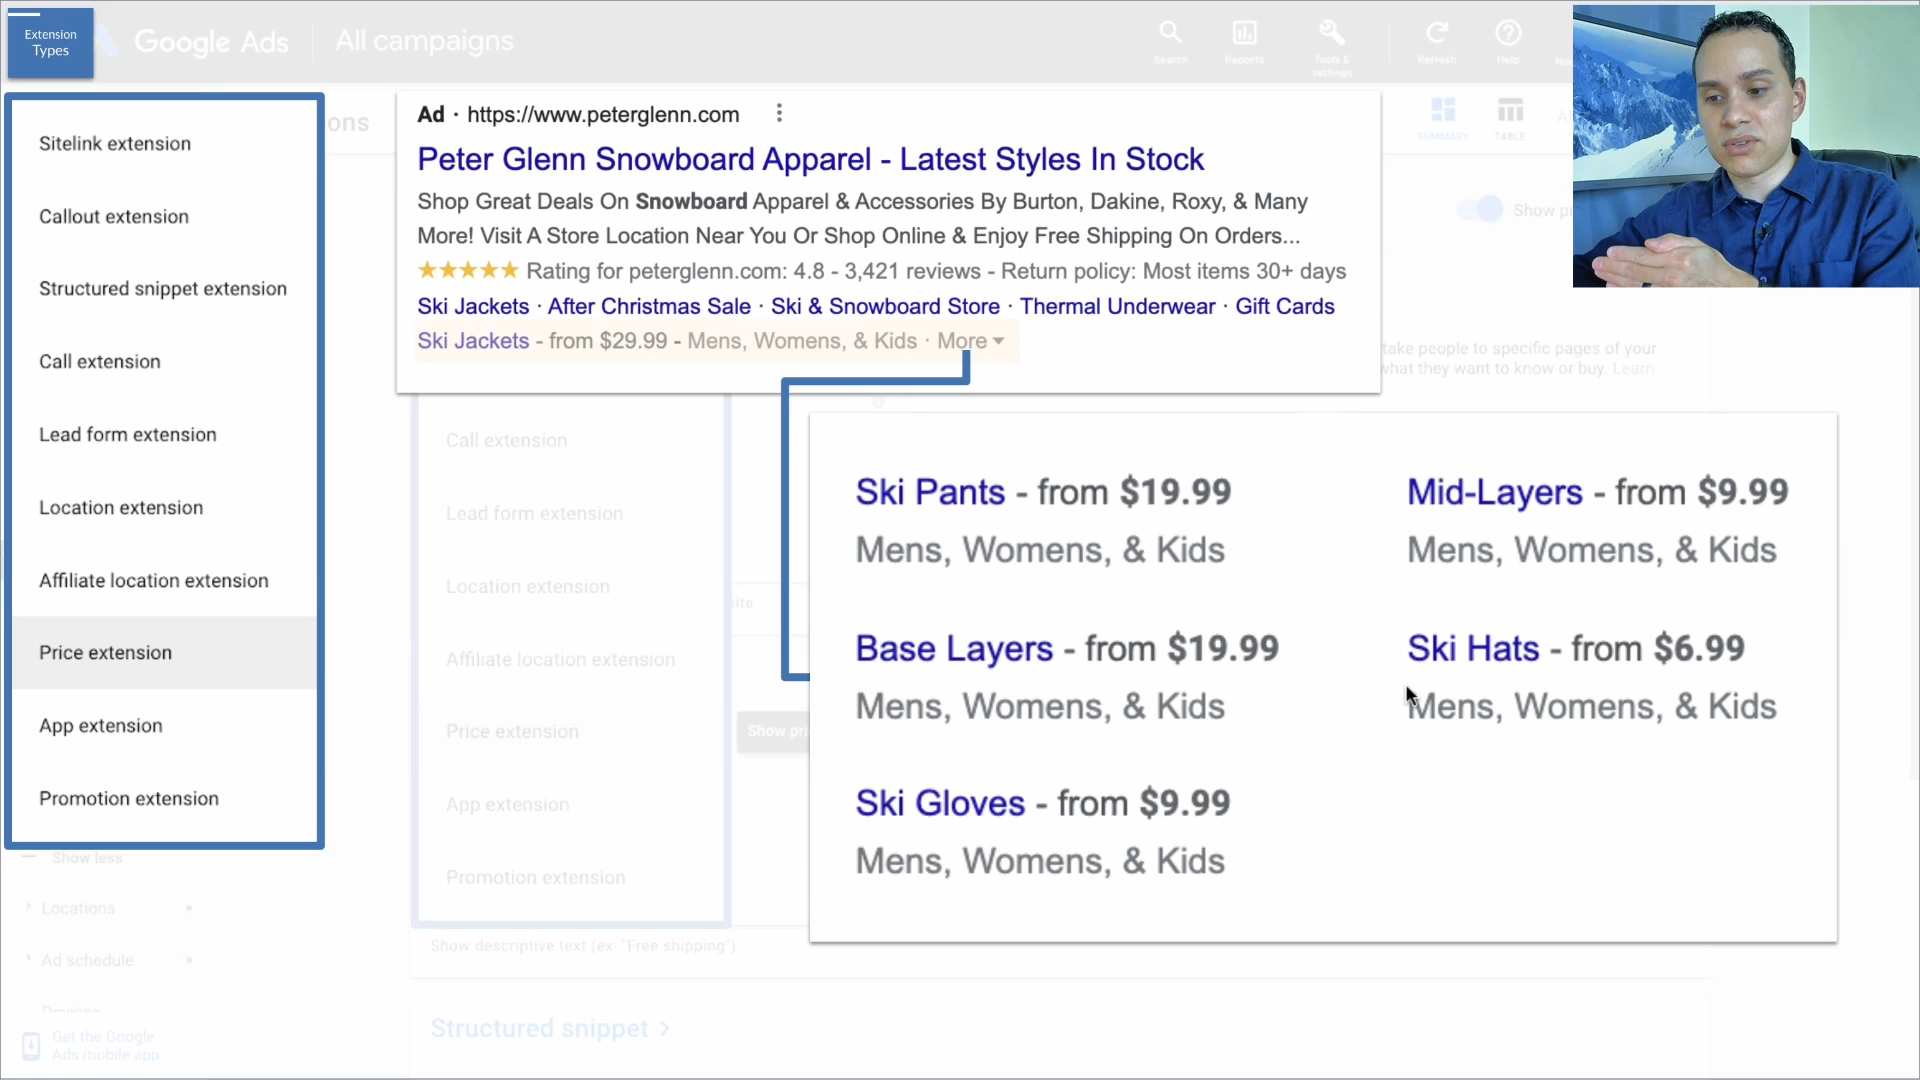 Extension
Types
Google Ads
All campaigns
Search
Reports
Tools &
settings
Refresh
Help
Sitelink extension
Callout extension
Structured snippet extension
Call extension
Lead form extension
Location extension
Affiliate location extension
Price extension
App extension
Promotion extension
ons
Ad · https://www.peterglenn.com
Peter Glenn Snowboard Apparel - Latest Styles In Stock
Shop Great Deals On Snowboard Apparel & Accessories By Burton, Dakine, Roxy, & Many
More! Visit A Store Location Near You Or Shop Online & Enjoy Free Shipping On Orders...
★★★★★ Rating for peterglenn.com: 4.8 - 3,421 reviews - Return policy: Most items 30+ days
Ski Jackets · After Christmas Sale · Ski & Snowboard Store · Thermal Underwear · Gift Cards
Ski Jackets - from $29.99 - Mens, Womens, & Kids · More
SUMMARY
TABLE
Show pr
take people to specific pages of your
what they want to know or buy. Learn
Call extension
Lead form extension
Location extension
Affiliate location extension
Price extension
App extension
Promotion extension
site
Show pri
Ski Pants - from $19.99
Mens, Womens, & Kids
Mid-Layers - from $9.99
Mens, Womens, & Kids
Base Layers - from $19.99
Mens, Womens, & Kids
Ski Hats - from $6.99
Mens, Womens, & Kids
Ski Gloves - from $9.99
Mens, Womens, & Kids
Show less
Locations
Ad schedule
Devices
Get the Google
Ads mobile app
Show descriptive text (ex. "Free shipping")
Structured snippet